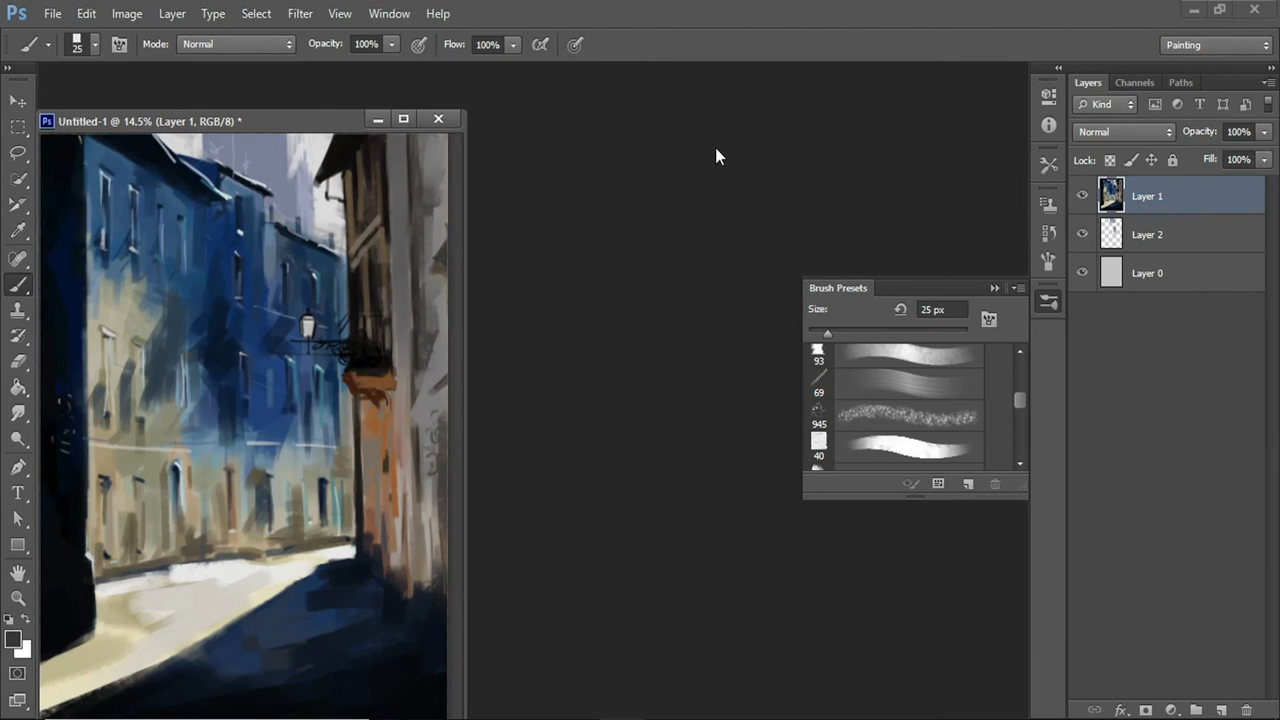 Ps File Edit Image Layer Type Select Filter View Window Help
25 Mode: Normal Opacity: 100% Flow: 100% Painting
Ps Untitled-1 @ 14.5% (Layer 1, RGB/8) *
Layers Channels Paths
Kind
Normal Opacity: 100%
Lock: Fill: 100%
Layer 1
Layer 2
Layer 0
Brush Presets
Size: 25 px
93
69
945
40